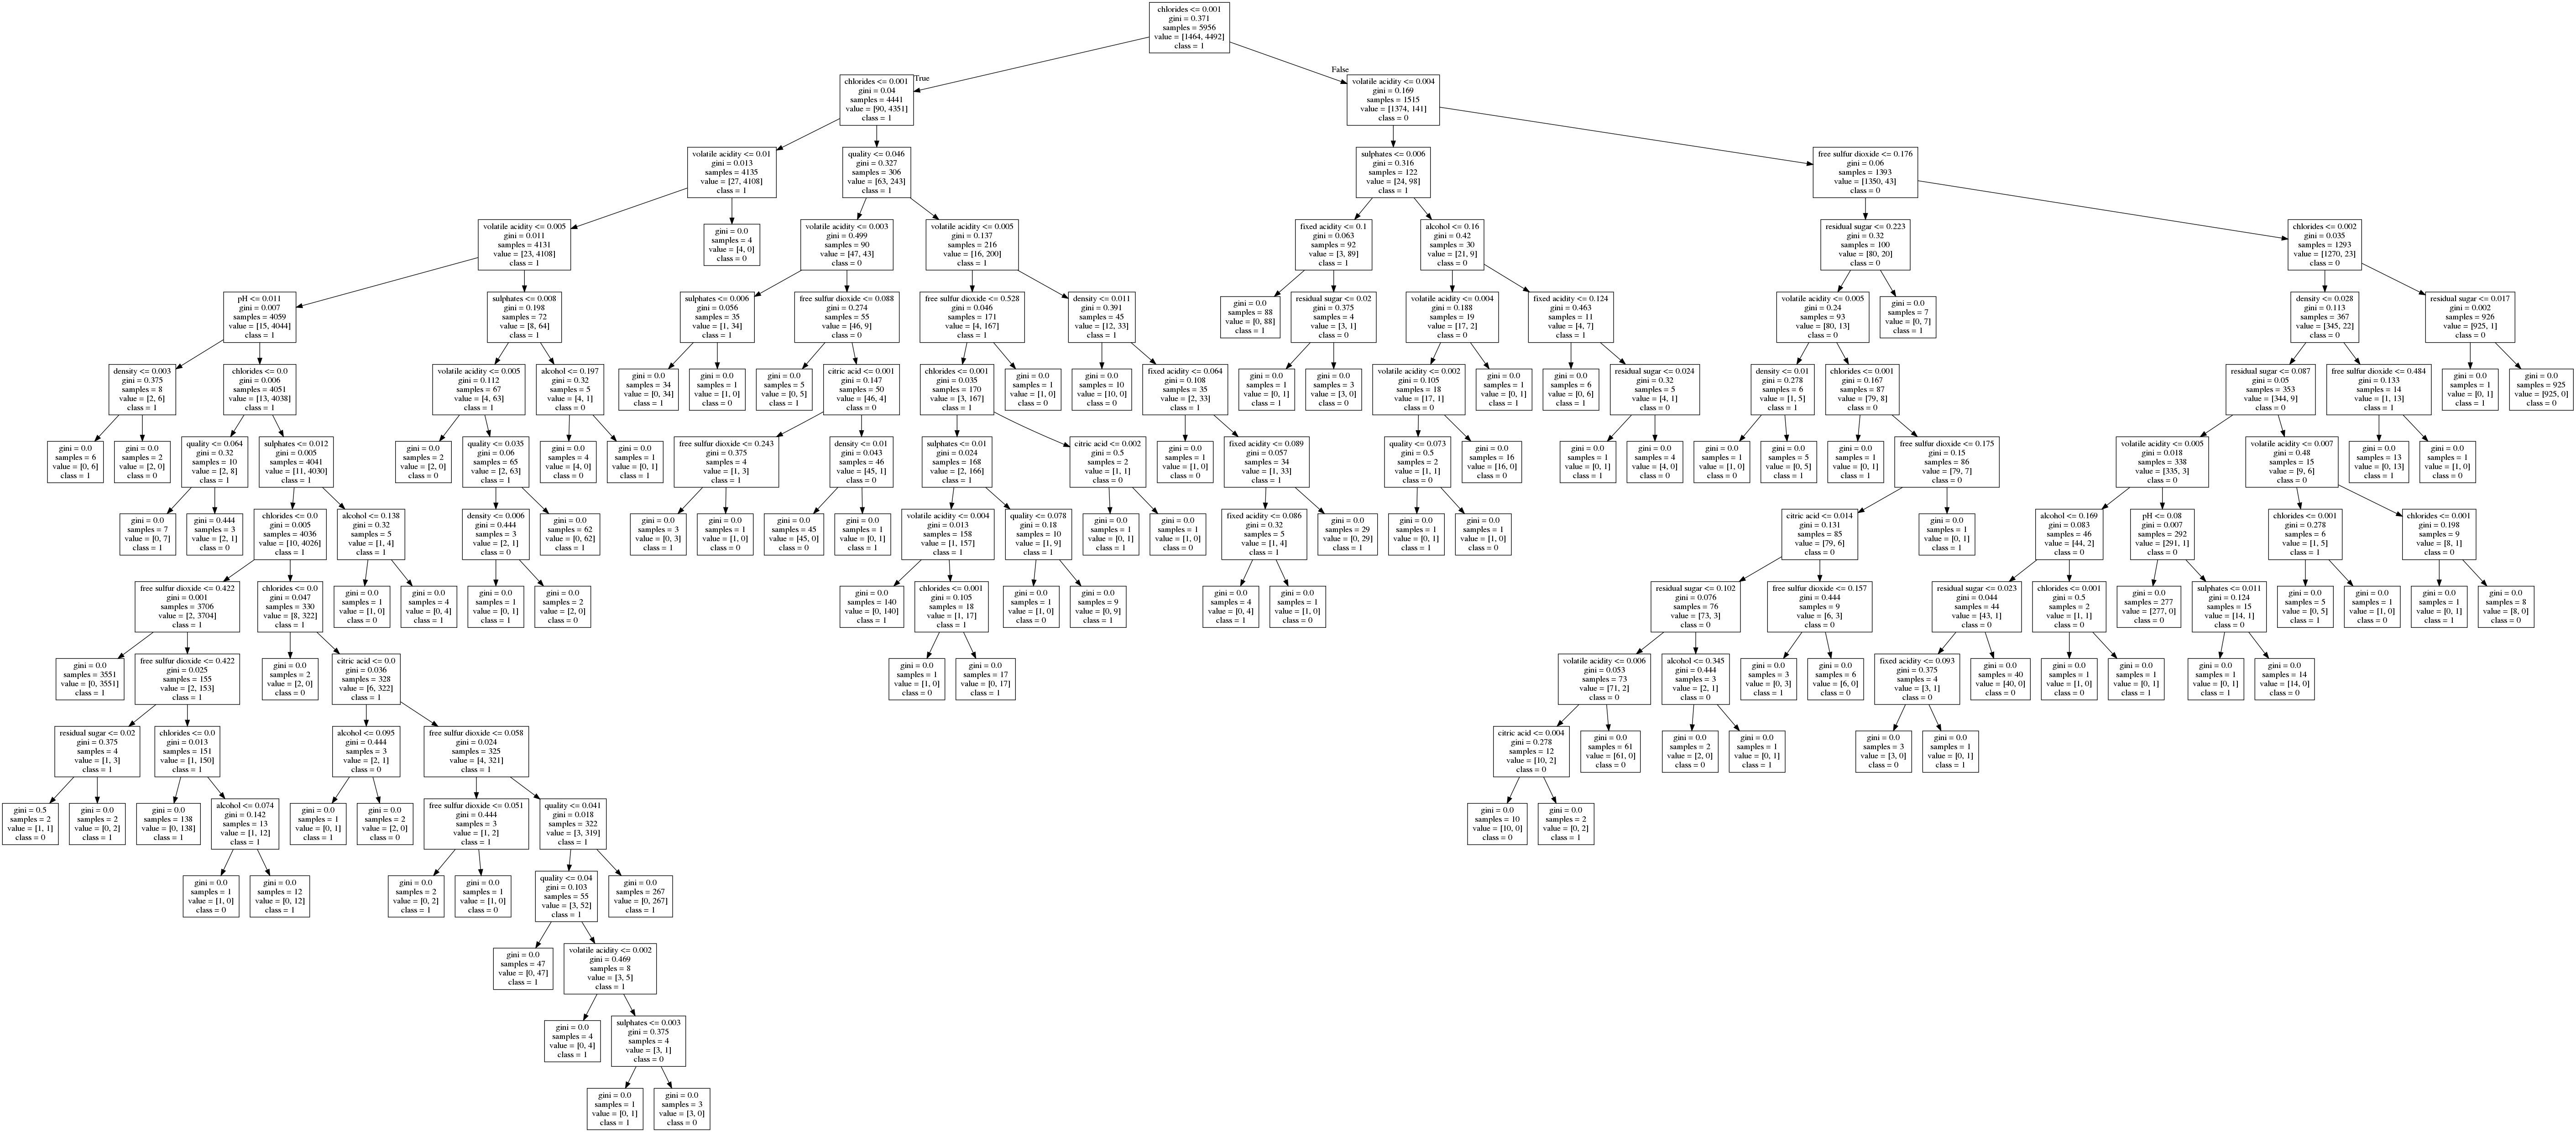 chlorides <= 0.001
gini = 0.371
samples = 5956
value = [1464, 4492]
class = 1
True
False
chlorides <= 0.001
gini = 0.04
samples = 4441
value = [90, 4351]
class = 1
volatile acidity <= 0.004
gini = 0.169
samples = 1515
value = [1374, 141]
class = 0
volatile acidity <= 0.01
gini = 0.013
samples = 4135
value = [27, 4108]
class = 1
quality <= 0.046
gini = 0.327
samples = 306
value = [63, 243]
class = 1
sulphates <= 0.006
gini = 0.316
samples = 122
value = [24, 98]
class = 1
free sulfur dioxide <= 0.176
gini = 0.06
samples = 1393
value = [1350, 43]
class = 0
volatile acidity <= 0.005
gini = 0.011
samples = 4131
value = [23, 4108]
class = 1
gini = 0.0
samples = 4
value = [4, 0]
class = 0
volatile acidity <= 0.003
gini = 0.499
samples = 90
value = [47, 43]
class = 0
volatile acidity <= 0.005
gini = 0.137
samples = 216
value = [16, 200]
class = 1
fixed acidity <= 0.1
gini = 0.063
samples = 92
value = [3, 89]
class = 1
alcohol <= 0.16
gini = 0.42
samples = 30
value = [21, 9]
class = 0
residual sugar <= 0.223
gini = 0.32
samples = 100
value = [80, 20]
class = 0
chlorides <= 0.002
gini = 0.035
samples = 1293
value = [1270, 23]
class = 0
pH <= 0.011
gini = 0.007
samples = 4059
value = [15, 4044]
class = 1
sulphates <= 0.008
gini = 0.198
samples = 72
value = [8, 64]
class = 1
sulphates <= 0.006
gini = 0.056
samples = 35
value = [1, 34]
class = 1
free sulfur dioxide <= 0.088
gini = 0.274
samples = 55
value = [46, 9]
class = 0
free sulfur dioxide <= 0.528
gini = 0.046
samples = 171
value = [4, 167]
class = 1
density <= 0.011
gini = 0.391
samples = 45
value = [12, 33]
class = 1
gini = 0.0
samples = 88
value = [0, 88]
class = 1
residual sugar <= 0.02
gini = 0.375
samples = 4
value = [3, 1]
class = 0
volatile acidity <= 0.004
gini = 0.188
samples = 19
value = [17, 2]
class = 0
fixed acidity <= 0.124
gini = 0.463
samples = 11
value = [4, 7]
class = 1
volatile acidity <= 0.005
gini = 0.24
samples = 93
value = [80, 13]
class = 0
gini = 0.0
samples = 7
value = [0, 7]
class = 1
density <= 0.028
gini = 0.113
samples = 367
value = [345, 22]
class = 0
residual sugar <= 0.017
gini = 0.002
samples = 926
value = [925, 1]
class = 0
density <= 0.003
gini = 0.375
samples = 8
value = [2, 6]
class = 1
chlorides <= 0.0
gini = 0.006
samples = 4051
value = [13, 4038]
class = 1
volatile acidity <= 0.005
gini = 0.112
samples = 67
value = [4, 63]
class = 1
alcohol <= 0.197
gini = 0.32
samples = 5
value = [4, 1]
class = 0
gini = 0.0
samples = 34
value = [0, 34]
class = 1
gini = 0.0
samples = 1
value = [1, 0]
class = 0
gini = 0.0
samples = 5
value = [0, 5]
class = 1
citric acid <= 0.001
gini = 0.147
samples = 50
value = [46, 4]
class = 0
chlorides <= 0.001
gini = 0.035
samples = 170
value = [3, 167]
class = 1
gini = 0.0
samples = 1
value = [1, 0]
class = 0
gini = 0.0
samples = 10
value = [10, 0]
class = 0
fixed acidity <= 0.064
gini = 0.108
samples = 35
value = [2, 33]
class = 1
gini = 0.0
samples = 1
value = [0, 1]
class = 1
gini = 0.0
samples = 3
value = [3, 0]
class = 0
volatile acidity <= 0.002
gini = 0.105
samples = 18
value = [17, 1]
class = 0
gini = 0.0
samples = 1
value = [0, 1]
class = 1
gini = 0.0
samples = 6
value = [0, 6]
class = 1
residual sugar <= 0.024
gini = 0.32
samples = 5
value = [4, 1]
class = 0
density <= 0.01
gini = 0.278
samples = 6
value = [1, 5]
class = 1
chlorides <= 0.001
gini = 0.167
samples = 87
value = [79, 8]
class = 0
residual sugar <= 0.087
gini = 0.05
samples = 353
value = [344, 9]
class = 0
free sulfur dioxide <= 0.484
gini = 0.133
samples = 14
value = [1, 13]
class = 1
gini = 0.0
samples = 1
value = [0, 1]
class = 1
gini = 0.0
samples = 925
value = [925, 0]
class = 0
gini = 0.0
samples = 6
value = [0, 6]
class = 1
gini = 0.0
samples = 2
value = [2, 0]
class = 0
quality <= 0.064
gini = 0.32
samples = 10
value = [2, 8]
class = 1
sulphates <= 0.012
gini = 0.005
samples = 4041
value = [11, 4030]
class = 1
gini = 0.0
samples = 2
value = [2, 0]
class = 0
quality <= 0.035
gini = 0.06
samples = 65
value = [2, 63]
class = 1
gini = 0.0
samples = 4
value = [4, 0]
class = 0
gini = 0.0
samples = 1
value = [0, 1]
class = 1
free sulfur dioxide <= 0.243
gini = 0.375
samples = 4
value = [1, 3]
class = 1
density <= 0.01
gini = 0.043
samples = 46
value = [45, 1]
class = 0
sulphates <= 0.01
gini = 0.024
samples = 168
value = [2, 166]
class = 1
citric acid <= 0.002
gini = 0.5
samples = 2
value = [1, 1]
class = 0
gini = 0.0
samples = 1
value = [1, 0]
class = 0
fixed acidity <= 0.089
gini = 0.057
samples = 34
value = [1, 33]
class = 1
quality <= 0.073
gini = 0.5
samples = 2
value = [1, 1]
class = 0
gini = 0.0
samples = 16
value = [16, 0]
class = 0
gini = 0.0
samples = 1
value = [0, 1]
class = 1
gini = 0.0
samples = 4
value = [4, 0]
class = 0
gini = 0.0
samples = 1
value = [1, 0]
class = 0
gini = 0.0
samples = 5
value = [0, 5]
class = 1
gini = 0.0
samples = 1
value = [0, 1]
class = 1
free sulfur dioxide <= 0.175
gini = 0.15
samples = 86
value = [79, 7]
class = 0
volatile acidity <= 0.005
gini = 0.018
samples = 338
value = [335, 3]
class = 0
volatile acidity <= 0.007
gini = 0.48
samples = 15
value = [9, 6]
class = 0
gini = 0.0
samples = 13
value = [0, 13]
class = 1
gini = 0.0
samples = 1
value = [1, 0]
class = 0
gini = 0.0
samples = 7
value = [0, 7]
class = 1
gini = 0.444
samples = 3
value = [2, 1]
class = 0
chlorides <= 0.0
gini = 0.005
samples = 4036
value = [10, 4026]
class = 1
alcohol <= 0.138
gini = 0.32
samples = 5
value = [1, 4]
class = 1
density <= 0.006
gini = 0.444
samples = 3
value = [2, 1]
class = 0
gini = 0.0
samples = 62
value = [0, 62]
class = 1
gini = 0.0
samples = 3
value = [0, 3]
class = 1
gini = 0.0
samples = 1
value = [1, 0]
class = 0
gini = 0.0
samples = 45
value = [45, 0]
class = 0
gini = 0.0
samples = 1
value = [0, 1]
class = 1
volatile acidity <= 0.004
gini = 0.013
samples = 158
value = [1, 157]
class = 1
quality <= 0.078
gini = 0.18
samples = 10
value = [1, 9]
class = 1
gini = 0.0
samples = 1
value = [0, 1]
class = 1
gini = 0.0
samples = 1
value = [1, 0]
class = 0
fixed acidity <= 0.086
gini = 0.32
samples = 5
value = [1, 4]
class = 1
gini = 0.0
samples = 29
value = [0, 29]
class = 1
gini = 0.0
samples = 1
value = [0, 1]
class = 1
gini = 0.0
samples = 1
value = [1, 0]
class = 0
citric acid <= 0.014
gini = 0.131
samples = 85
value = [79, 6]
class = 0
gini = 0.0
samples = 1
value = [0, 1]
class = 1
alcohol <= 0.169
gini = 0.083
samples = 46
value = [44, 2]
class = 0
pH <= 0.08
gini = 0.007
samples = 292
value = [291, 1]
class = 0
chlorides <= 0.001
gini = 0.278
samples = 6
value = [1, 5]
class = 1
chlorides <= 0.001
gini = 0.198
samples = 9
value = [8, 1]
class = 0
free sulfur dioxide <= 0.422
gini = 0.001
samples = 3706
value = [2, 3704]
class = 1
chlorides <= 0.0
gini = 0.047
samples = 330
value = [8, 322]
class = 1
gini = 0.0
samples = 1
value = [1, 0]
class = 0
gini = 0.0
samples = 4
value = [0, 4]
class = 1
gini = 0.0
samples = 1
value = [0, 1]
class = 1
gini = 0.0
samples = 2
value = [2, 0]
class = 0
gini = 0.0
samples = 140
value = [0, 140]
class = 1
chlorides <= 0.001
gini = 0.105
samples = 18
value = [1, 17]
class = 1
gini = 0.0
samples = 1
value = [1, 0]
class = 0
gini = 0.0
samples = 9
value = [0, 9]
class = 1
gini = 0.0
samples = 4
value = [0, 4]
class = 1
gini = 0.0
samples = 1
value = [1, 0]
class = 0
residual sugar <= 0.102
gini = 0.076
samples = 76
value = [73, 3]
class = 0
free sulfur dioxide <= 0.157
gini = 0.444
samples = 9
value = [6, 3]
class = 0
residual sugar <= 0.023
gini = 0.044
samples = 44
value = [43, 1]
class = 0
chlorides <= 0.001
gini = 0.5
samples = 2
value = [1, 1]
class = 0
gini = 0.0
samples = 277
value = [277, 0]
class = 0
sulphates <= 0.011
gini = 0.124
samples = 15
value = [14, 1]
class = 0
gini = 0.0
samples = 5
value = [0, 5]
class = 1
gini = 0.0
samples = 1
value = [1, 0]
class = 0
gini = 0.0
samples = 1
value = [0, 1]
class = 1
gini = 0.0
samples = 8
value = [8, 0]
class = 0
gini = 0.0
samples = 3551
value = [0, 3551]
class = 1
free sulfur dioxide <= 0.422
gini = 0.025
samples = 155
value = [2, 153]
class = 1
gini = 0.0
samples = 2
value = [2, 0]
class = 0
citric acid <= 0.0
gini = 0.036
samples = 328
value = [6, 322]
class = 1
gini = 0.0
samples = 1
value = [1, 0]
class = 0
gini = 0.0
samples = 17
value = [0, 17]
class = 1
volatile acidity <= 0.006
gini = 0.053
samples = 73
value = [71, 2]
class = 0
alcohol <= 0.345
gini = 0.444
samples = 3
value = [2, 1]
class = 0
gini = 0.0
samples = 3
value = [0, 3]
class = 1
gini = 0.0
samples = 6
value = [6, 0]
class = 0
fixed acidity <= 0.093
gini = 0.375
samples = 4
value = [3, 1]
class = 0
gini = 0.0
samples = 40
value = [40, 0]
class = 0
gini = 0.0
samples = 1
value = [1, 0]
class = 0
gini = 0.0
samples = 1
value = [0, 1]
class = 1
gini = 0.0
samples = 1
value = [0, 1]
class = 1
gini = 0.0
samples = 14
value = [14, 0]
class = 0
residual sugar <= 0.02
gini = 0.375
samples = 4
value = [1, 3]
class = 1
chlorides <= 0.0
gini = 0.013
samples = 151
value = [1, 150]
class = 1
alcohol <= 0.095
gini = 0.444
samples = 3
value = [2, 1]
class = 0
free sulfur dioxide <= 0.058
gini = 0.024
samples = 325
value = [4, 321]
class = 1
citric acid <= 0.004
gini = 0.278
samples = 12
value = [10, 2]
class = 0
gini = 0.0
samples = 61
value = [61, 0]
class = 0
gini = 0.0
samples = 2
value = [2, 0]
class = 0
gini = 0.0
samples = 1
value = [0, 1]
class = 1
gini = 0.0
samples = 3
value = [3, 0]
class = 0
gini = 0.0
samples = 1
value = [0, 1]
class = 1
gini = 0.5
samples = 2
value = [1, 1]
class = 0
gini = 0.0
samples = 2
value = [0, 2]
class = 1
gini = 0.0
samples = 138
value = [0, 138]
class = 1
alcohol <= 0.074
gini = 0.142
samples = 13
value = [1, 12]
class = 1
gini = 0.0
samples = 1
value = [0, 1]
class = 1
gini = 0.0
samples = 2
value = [2, 0]
class = 0
free sulfur dioxide <= 0.051
gini = 0.444
samples = 3
value = [1, 2]
class = 1
quality <= 0.041
gini = 0.018
samples = 322
value = [3, 319]
class = 1
gini = 0.0
samples = 10
value = [10, 0]
class = 0
gini = 0.0
samples = 2
value = [0, 2]
class = 1
gini = 0.0
samples = 1
value = [1, 0]
class = 0
gini = 0.0
samples = 12
value = [0, 12]
class = 1
gini = 0.0
samples = 2
value = [0, 2]
class = 1
gini = 0.0
samples = 1
value = [1, 0]
class = 0
quality <= 0.04
gini = 0.103
samples = 55
value = [3, 52]
class = 1
gini = 0.0
samples = 267
value = [0, 267]
class = 1
gini = 0.0
samples = 47
value = [0, 47]
class = 1
volatile acidity <= 0.002
gini = 0.469
samples = 8
value = [3, 5]
class = 1
gini = 0.0
samples = 4
value = [0, 4]
class = 1
sulphates <= 0.003
gini = 0.375
samples = 4
value = [3, 1]
class = 0
gini = 0.0
samples = 1
value = [0, 1]
class = 1
gini = 0.0
samples = 3
value = [3, 0]
class = 0